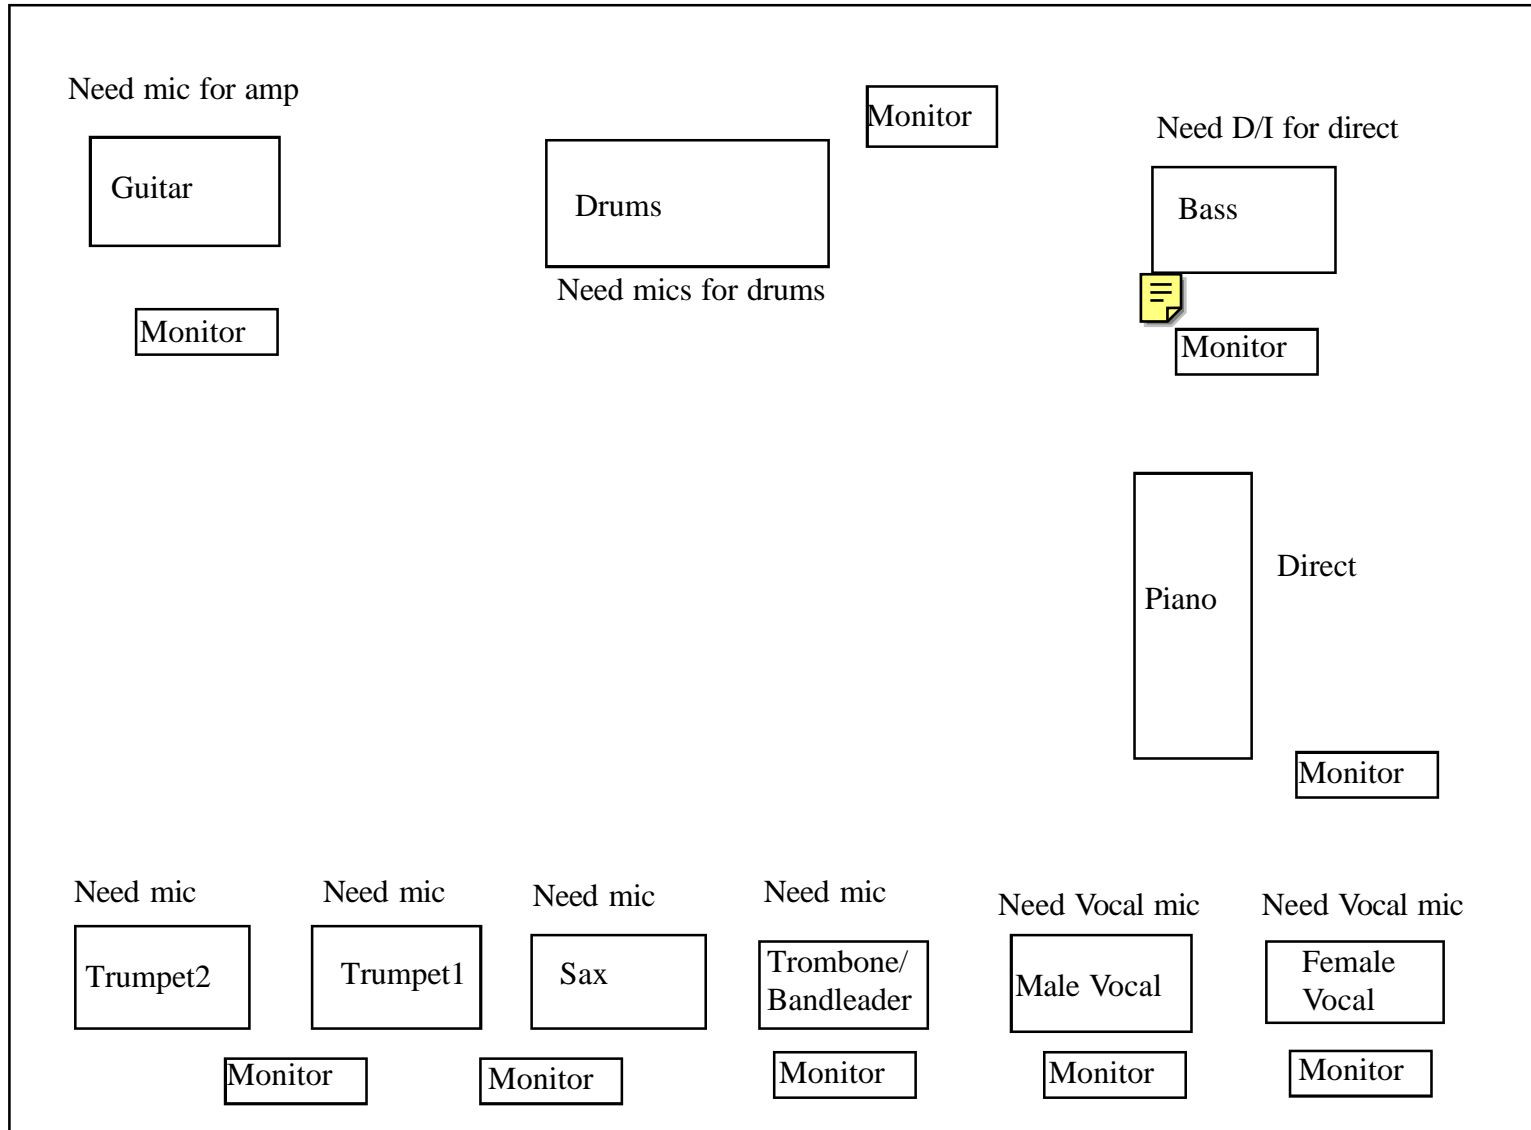 Need mic for amp
Monitor
Need D/I for direct
Guitar
Drums
Bass
Need mics for drums
Monitor
Monitor
Direct
Piano
Monitor
Need mic
Need mic
Need mic
Need mic
Need Vocal mic
Need Vocal mic
Trumpet2
Trumpet1
Sax
Trombone/
Bandleader
Male Vocal
Female
Vocal
Monitor
Monitor
Monitor
Monitor
Monitor